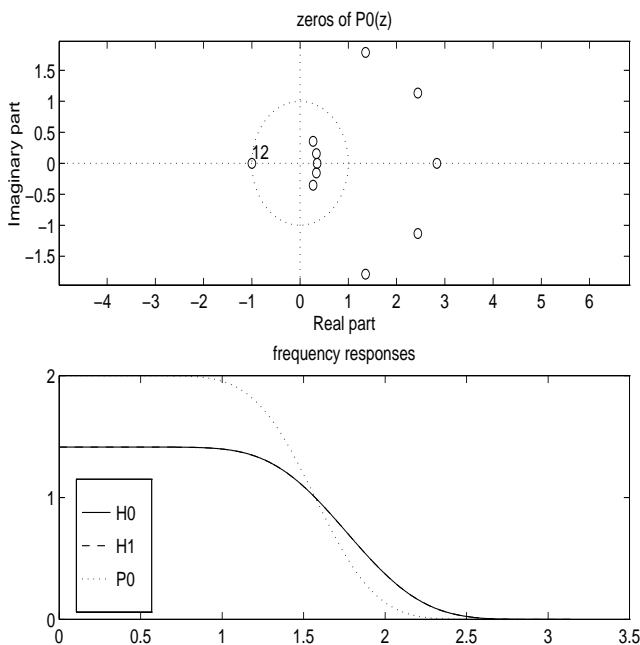 zeros of P0(z)
Imaginary part
1.5
1
0.5
0
−0.5
−1
−1.5
12
−4 −3 −2 −1 0 1 2 3 4 5 6
Real part
frequency responses
2
1
0
H0
H1
P0
0 0.5 1 1.5 2 2.5 3 3.5